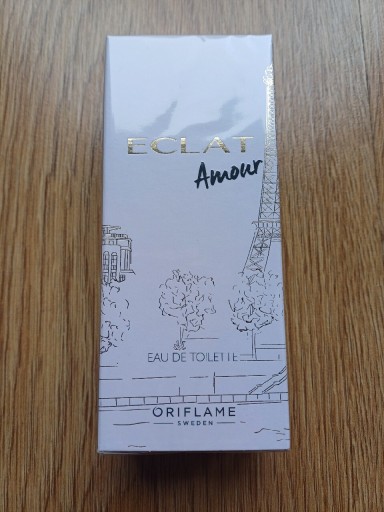 ECLAT
Amour
EAU DE TOILETTE
ORIFLAME
SWEDEN